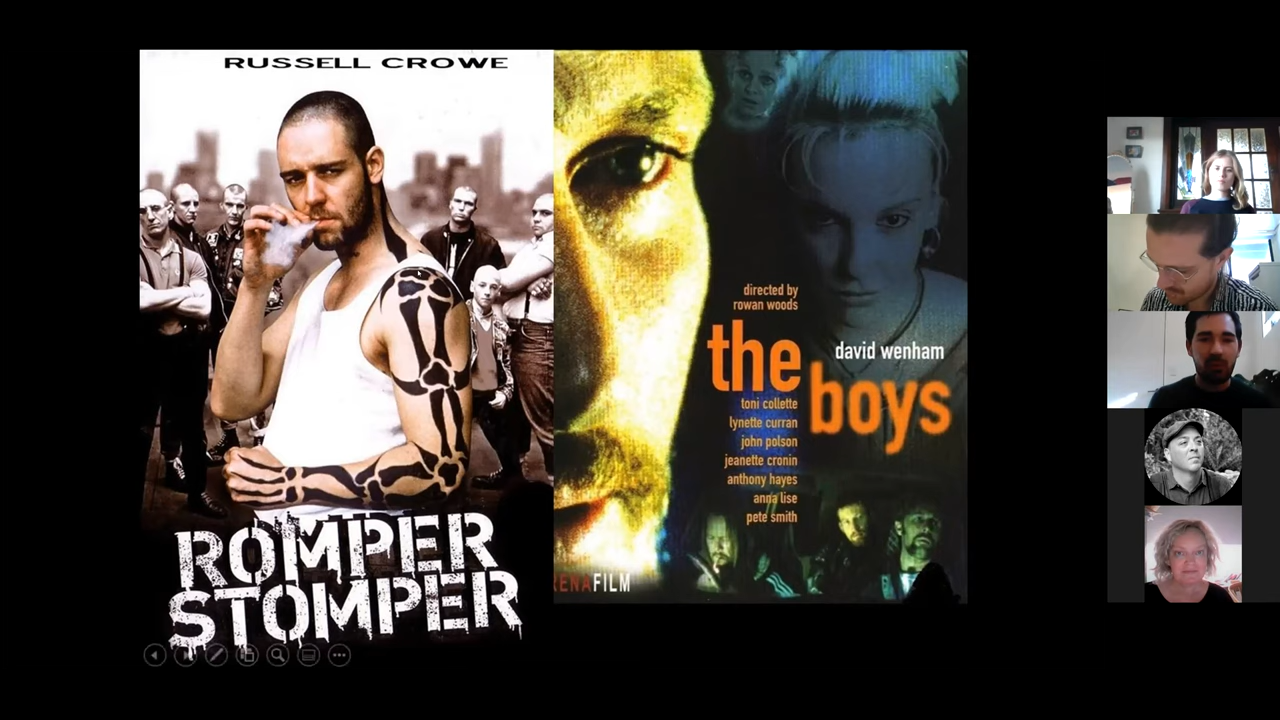 RUSSELL CROWE
ROMPER
STOMPER
directed by
rowan woods
the
boys
david wenham
toni collette
lynette curran
john polson
jeanette cronin
anthony hayes
anna lise
pete smith
ENAFILM